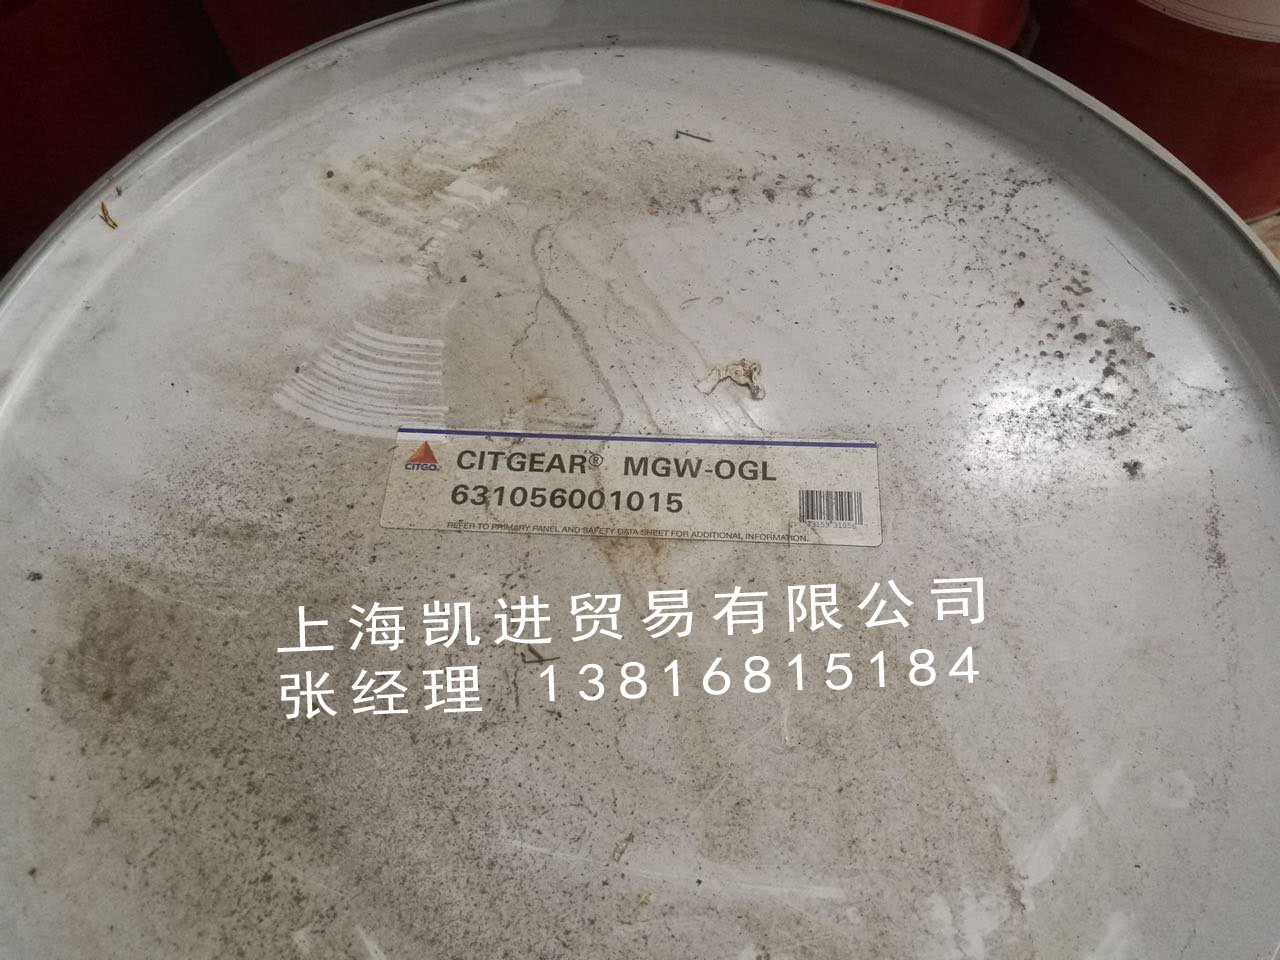 CITGO
CITGEAR® MGW-OGL
631056001015
REFER TO PRIMARY PANEL AND SAFETY DATA SHEET FOR ADDITIONAL INFORMATION.
上海凯进贸易有限公司
张经理 13816815184